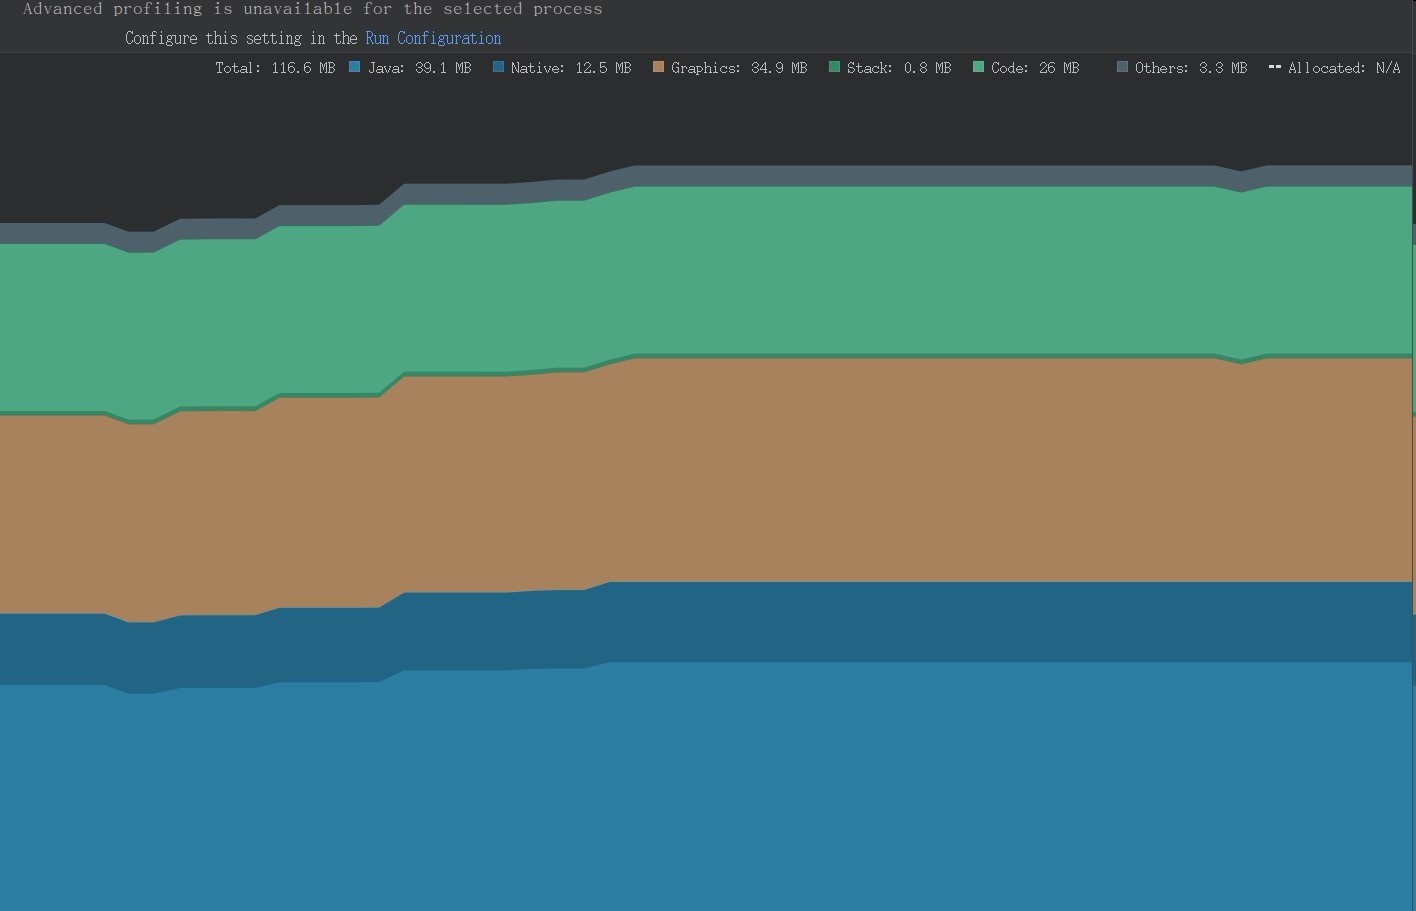 Advanced profiling is unavailable for the selected process
Configure this setting in the Run Configuration
Total: 116.6 MB Java: 39.1 MB Native: 12.5 MB Graphics: 34.9 MB Stack: 0.8 MB Code: 26 MB Others: 3.3 MB Allocated: N/A